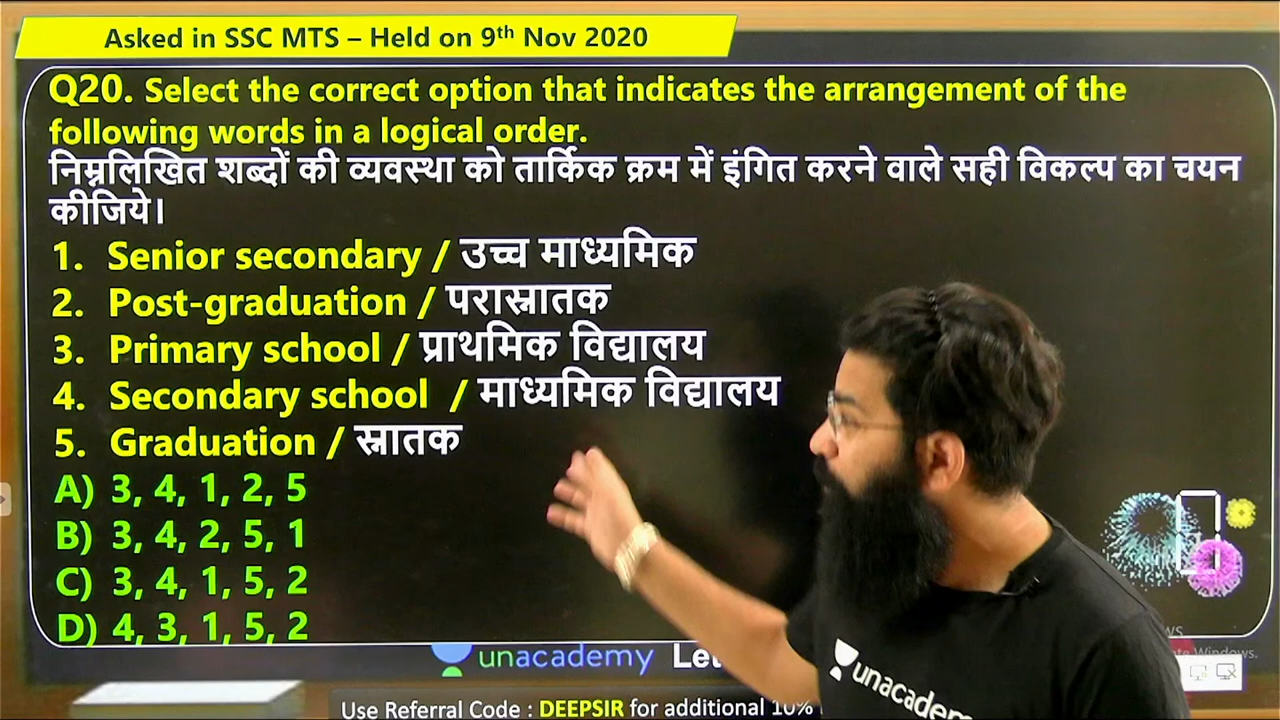 Asked in SSC MTS – Held on 9th Nov 2020
Q20. Select the correct option that indicates the arrangement of the
following words in a logical order.
निम्नलिखित शब्दों की व्यवस्था को तार्किक क्रम में इंगित करने वाले सही विकल्प का चयन
कीजिये।
1. Senior secondary / उच्च माध्यमिक
2. Post-graduation / परास्नातक
3. Primary school / प्राथमिक विद्यालय
4. Secondary school / माध्यमिक विद्यालय
5. Graduation / स्नातक
A) 3, 4, 1, 2, 5
B) 3, 4, 2, 5, 1
C) 3, 4, 1, 5, 2
D) 4, 3, 1, 5, 2
unacademy
unacadem
Windows.
Use Referral Code : DEEPSIR for additional 10%